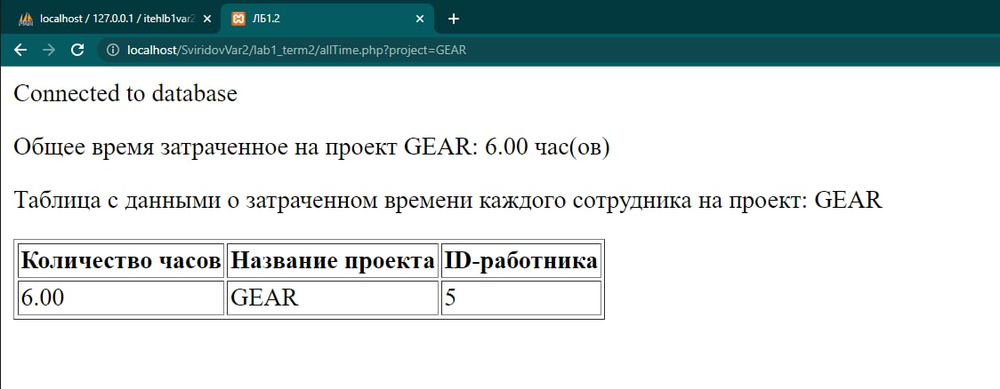 localhost / 127.0.0.1 / itehlb1var2
ЛБ1.2
localhost/SviridovVar2/lab1_term2/allTime.php?project=GEAR
Connected to database
Общее время затраченное на проект GEAR: 6.00 час(ов)
Таблица с данными о затраченном времени каждого сотрудника на проект: GEAR
Количество часов Название проекта ID-работника
6.00 GEAR 5